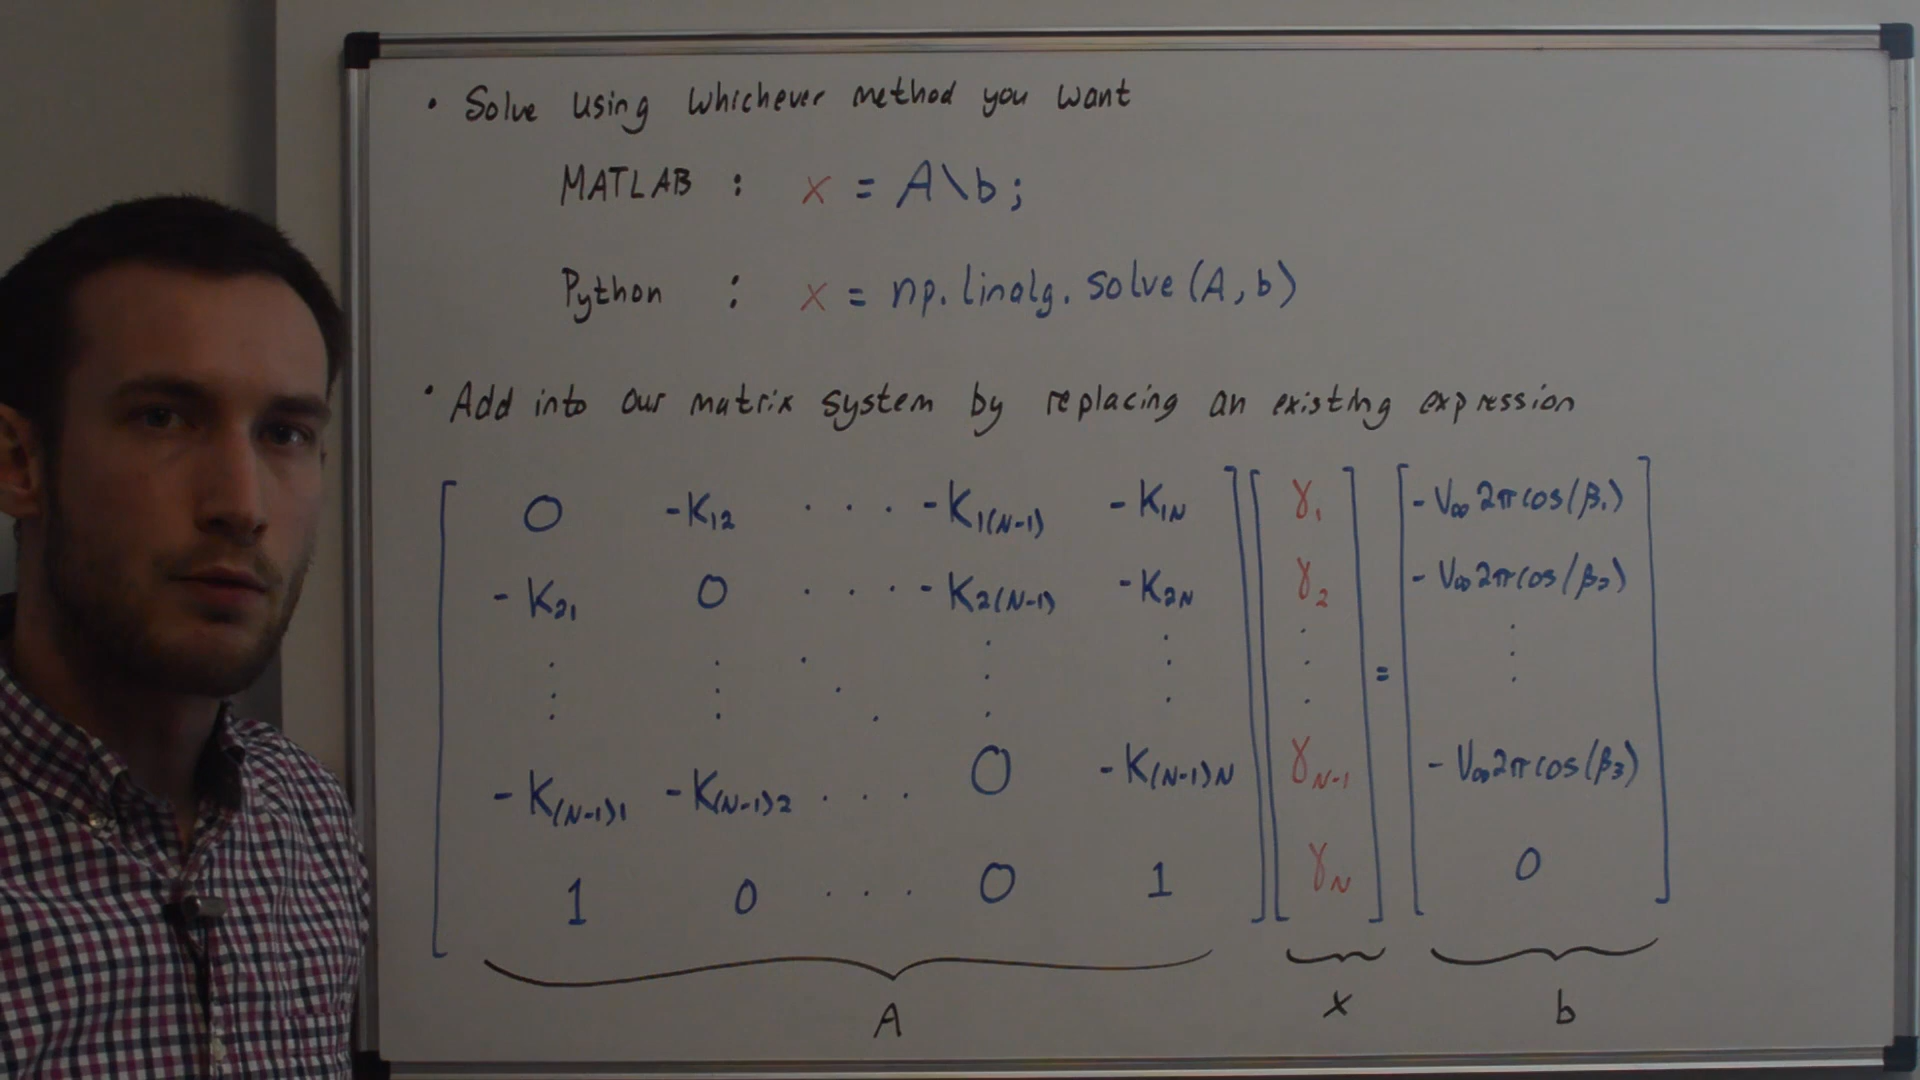 • Solve using whichever method you want
MATLAB : x = A\b;
Python : x = np.linalg.solve(A,b)
• Add into our matrix system by replacing an existing expression
0 -K₁₂ · · · -K₁₍N₋₁₎ -K₁N γ₁ -V∞2πcos(β₁)
-K₂₁ 0 · · · -K₂₍N₋₁₎ -K₂N γ₂ -V∞2πcos(β₂)
⋮ ⋮ ⋱ ⋮ ⋮ ⋮ = ⋮
-K₍N₋₁₎₁ -K₍N₋₁₎₂ · · · 0 -K₍N₋₁₎N γN₋₁ -V∞2πcos(β₃)
1 0 · · · 0 1 γN 0
A x b